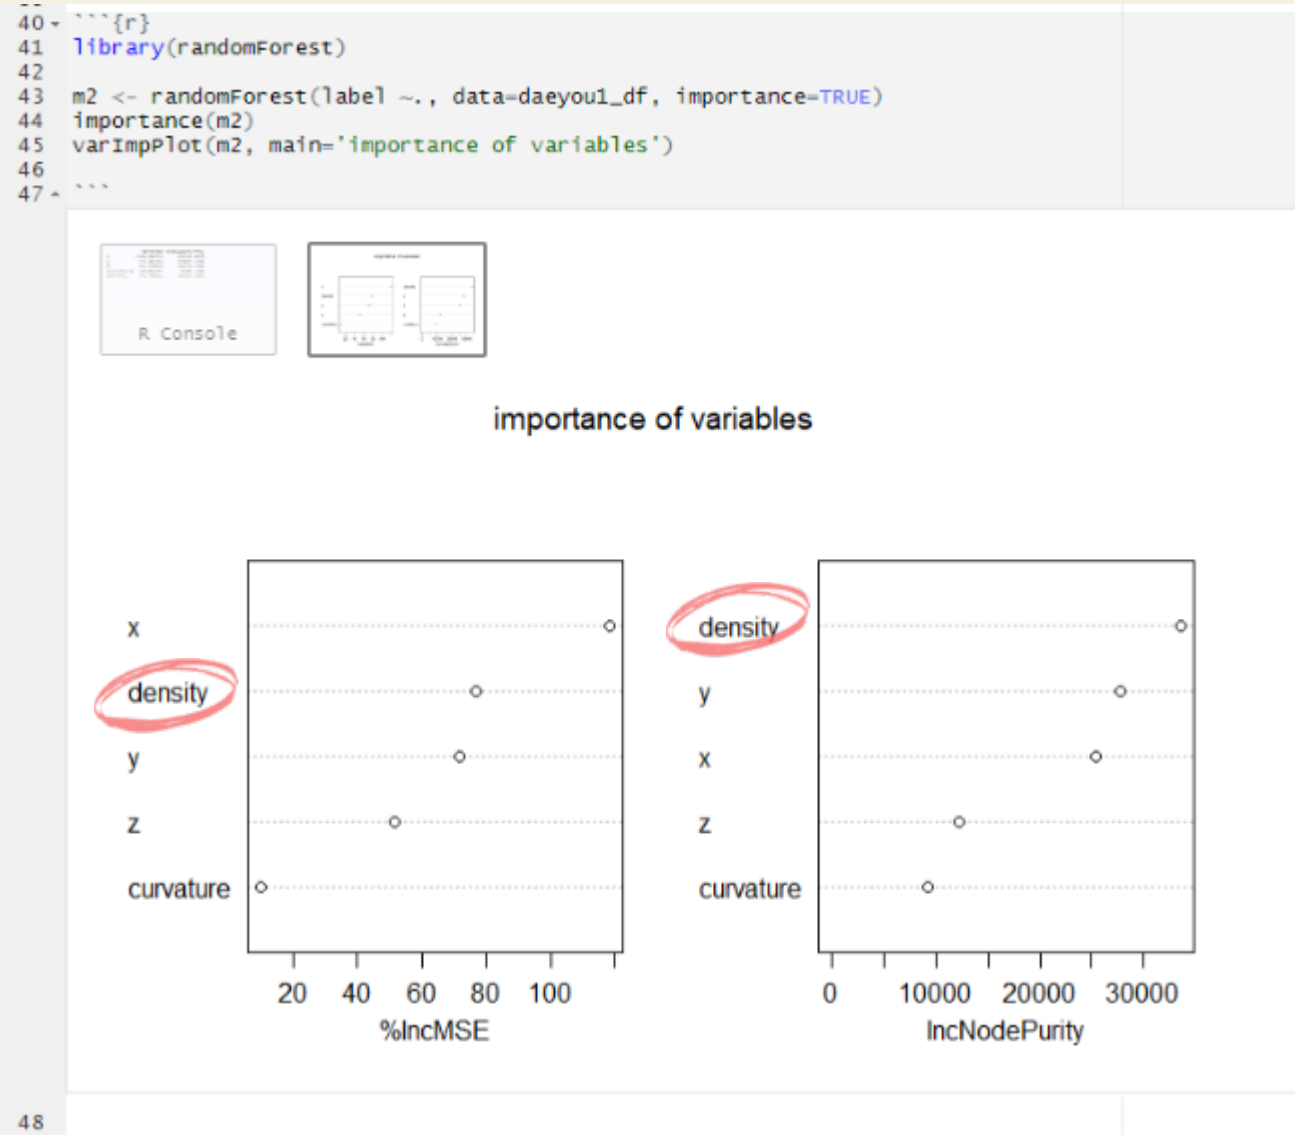 40 ```{r}
41 library(randomForest)
42
43 m2 <- randomForest(label ~., data=daeyou1_df, importance=TRUE)
44 importance(m2)
45 varImpPlot(m2, main='importance of variables')
46
47 ```
R Console
importance of variables
x
density
y
z
curvature
20 40 60 80 100
%IncMSE
density
y
x
z
curvature
0 10000 20000 30000
IncNodePurity
48